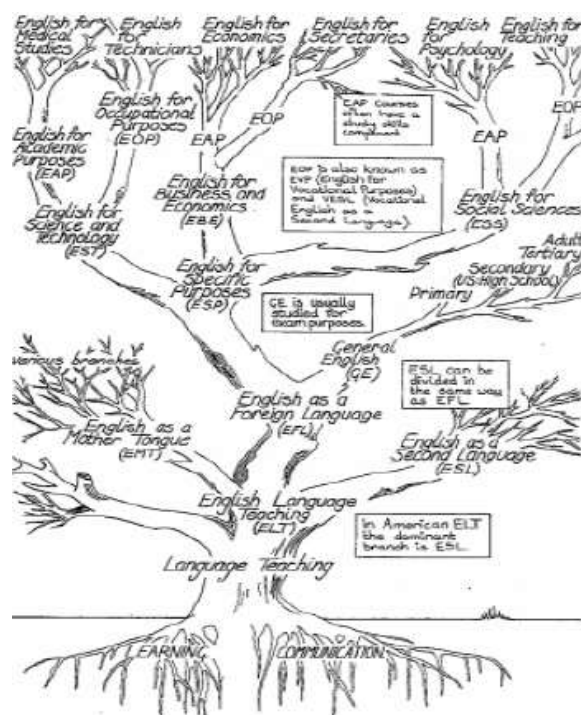 English for
Medical
Studies
English
for
Technicians
English for
Economics
English for
Secretaries
English for
Psychology
English for
Teaching
English for
Occupational
Purposes
(EOP)
EAP
EOP
EAP courses
often have a
study skills
component
EAP
EOP
English for
Academic
Purposes
(EAP)
English for
Business and
Economics
(EBE)
EOP is also known as
EVP (English for
Vocational Purposes)
and VESL (Vocational
English as a
Second Language).
English for
Social Sciences
(ESS)
English for
Science and
Technology
(EST)
English for
Specific
Purposes
(ESP)
GE is usually
studied for
exam purposes.
Adult
Tertiary
Secondary
(US:High School)
Primary
General
English
(GE)
various branches
English as a
Foreign Language
(EFL)
ESL can be
divided in
the same way
as EFL
English as a
Mother Tongue
(EMT)
English as a
Second Language
(ESL)
English Language
Teaching
(ELT)
In American ELT
the dominant
branch is ESL
Language Teaching
LEARNING
COMMUNICATION